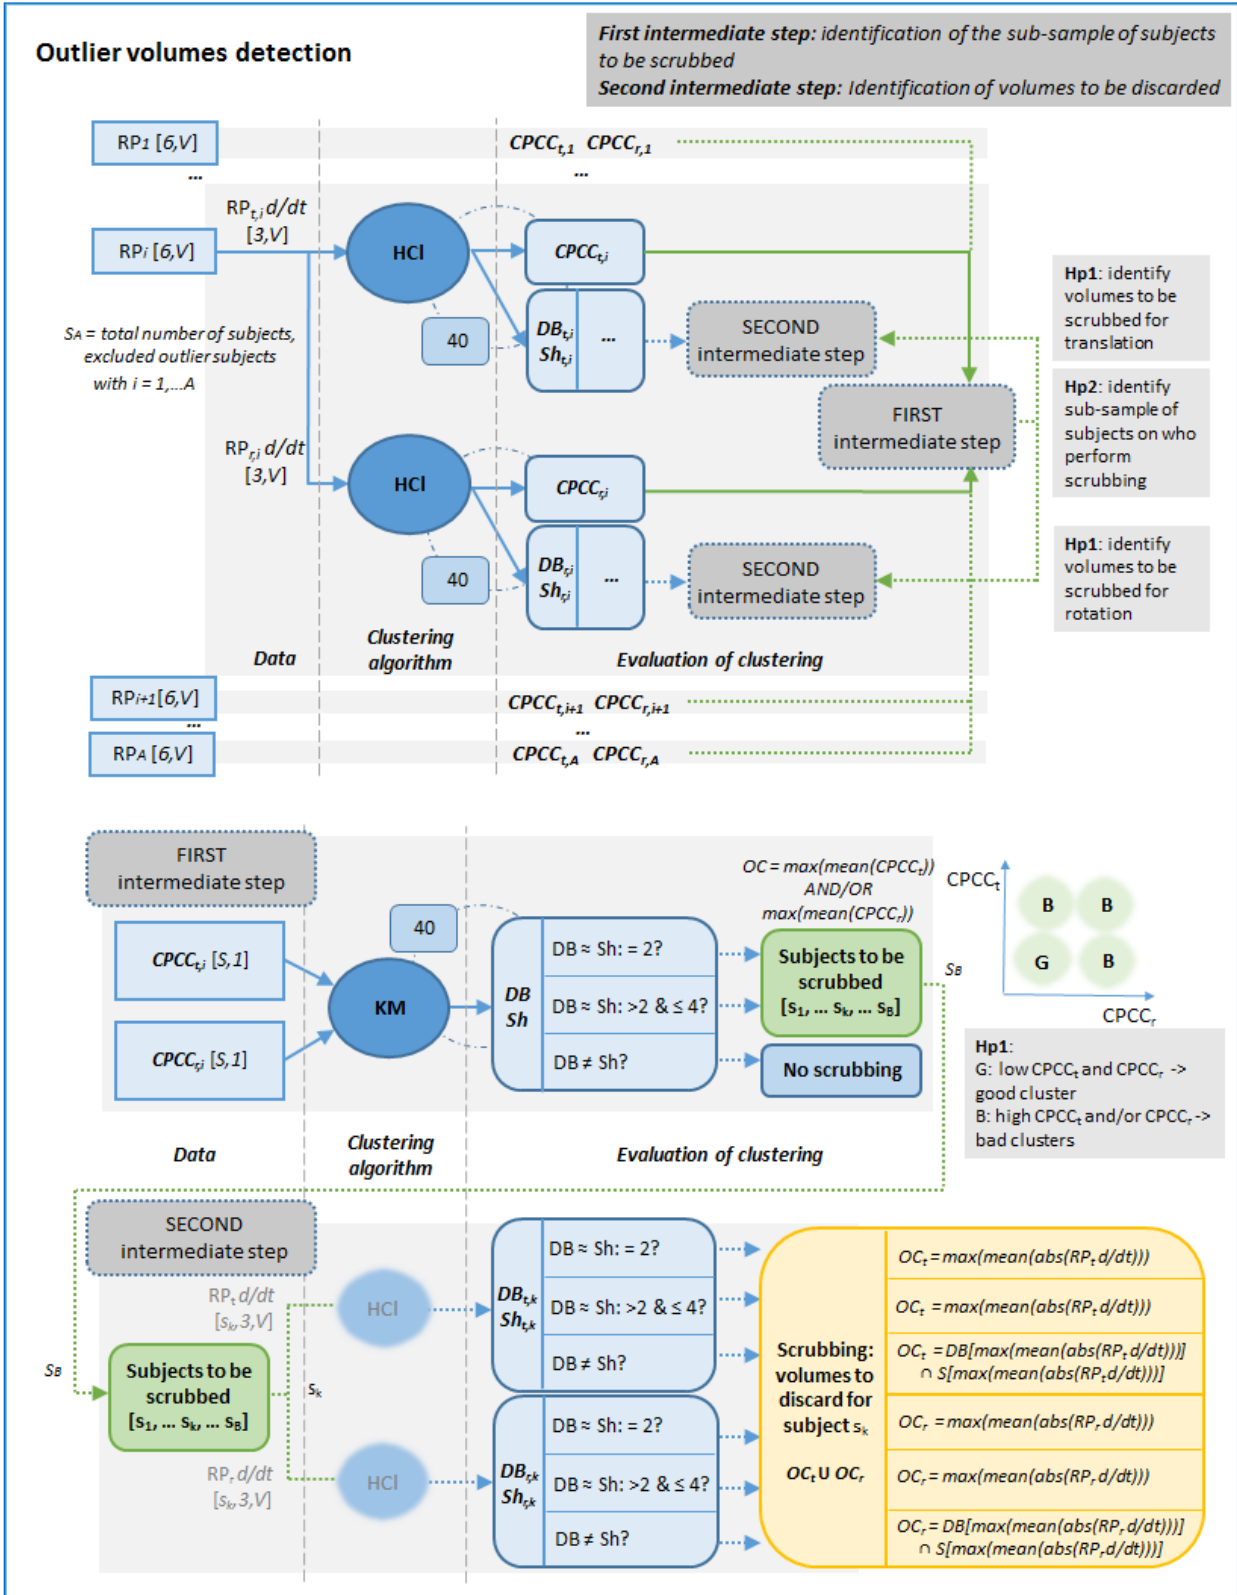 Outlier volumes detection
First intermediate step: identification of the sub-sample of subjects
to be scrubbed
Second intermediate step: Identification of volumes to be discarded
RP1 [6,V]
...
CPCCt,1 CPCCr,1
...
RPt,i d/dt
[3,V]
RPi [6,V]
HCl
CPCCt,i
40
DBt,i
Sht,i
...
SECOND
intermediate step
SA = total number of subjects,
excluded outlier subjects
with i = 1,...A
Hp1: identify
volumes to be
scrubbed for
translation
FIRST
intermediate step
Hp2: identify
sub-sample of
subjects on who
perform
scrubbing
RPr,i d/dt
[3,V]
HCl
CPCCr,i
40
DBr,i
Shr,i
...
SECOND
intermediate step
Hp1: identify
volumes to be
scrubbed for
rotation
Data
Clustering
algorithm
Evaluation of clustering
RPi+1[6,V]
...
CPCCt,i+1 CPCCr,i+1
...
RPA [6,V]
CPCCt,A CPCCr,A
FIRST
intermediate step
CPCCt,i [S,1]
CPCCr,i [S,1]
40
KM
DB
Sh
DB ≈ Sh: = 2?
DB ≈ Sh: >2 & ≤ 4?
DB ≠ Sh?
OC = max(mean(CPCCt))
AND/OR
max(mean(CPCCr))
Subjects to be
scrubbed
[s1, ... sk, ... sB]
No scrubbing
SB
CPCCt
B
B
G
B
CPCCr
Hp1:
G: low CPCCt and CPCCr ->
good cluster
B: high CPCCt and/or CPCCr ->
bad clusters
Data
Clustering
algorithm
Evaluation of clustering
SECOND
intermediate step
RPt d/dt
[sk, 3,V]
HCl
SB
Subjects to be
scrubbed
[s1, ... sk, ... sB]
sk
RPr d/dt
[sk, 3,V]
HCl
DBt,k
Sht,k
DB ≈ Sh: = 2?
DB ≈ Sh: >2 & ≤ 4?
DB ≠ Sh?
DBr,k
Shr,k
DB ≈ Sh: = 2?
DB ≈ Sh: >2 & ≤ 4?
DB ≠ Sh?
Scrubbing:
volumes to
discard for
subject sk
OCt U OCr
OCt = max(mean(abs(RPt d/dt)))
OCt = max(mean(abs(RPt d/dt)))
OCt = DB[max(mean(abs(RPt d/dt)))]
∩ S[max(mean(abs(RPt d/dt)))]
OCr = max(mean(abs(RPr d/dt)))
OCr = max(mean(abs(RPr d/dt)))
OCr = DB[max(mean(abs(RPr d/dt)))]
∩ S[max(mean(abs(RPr d/dt)))]